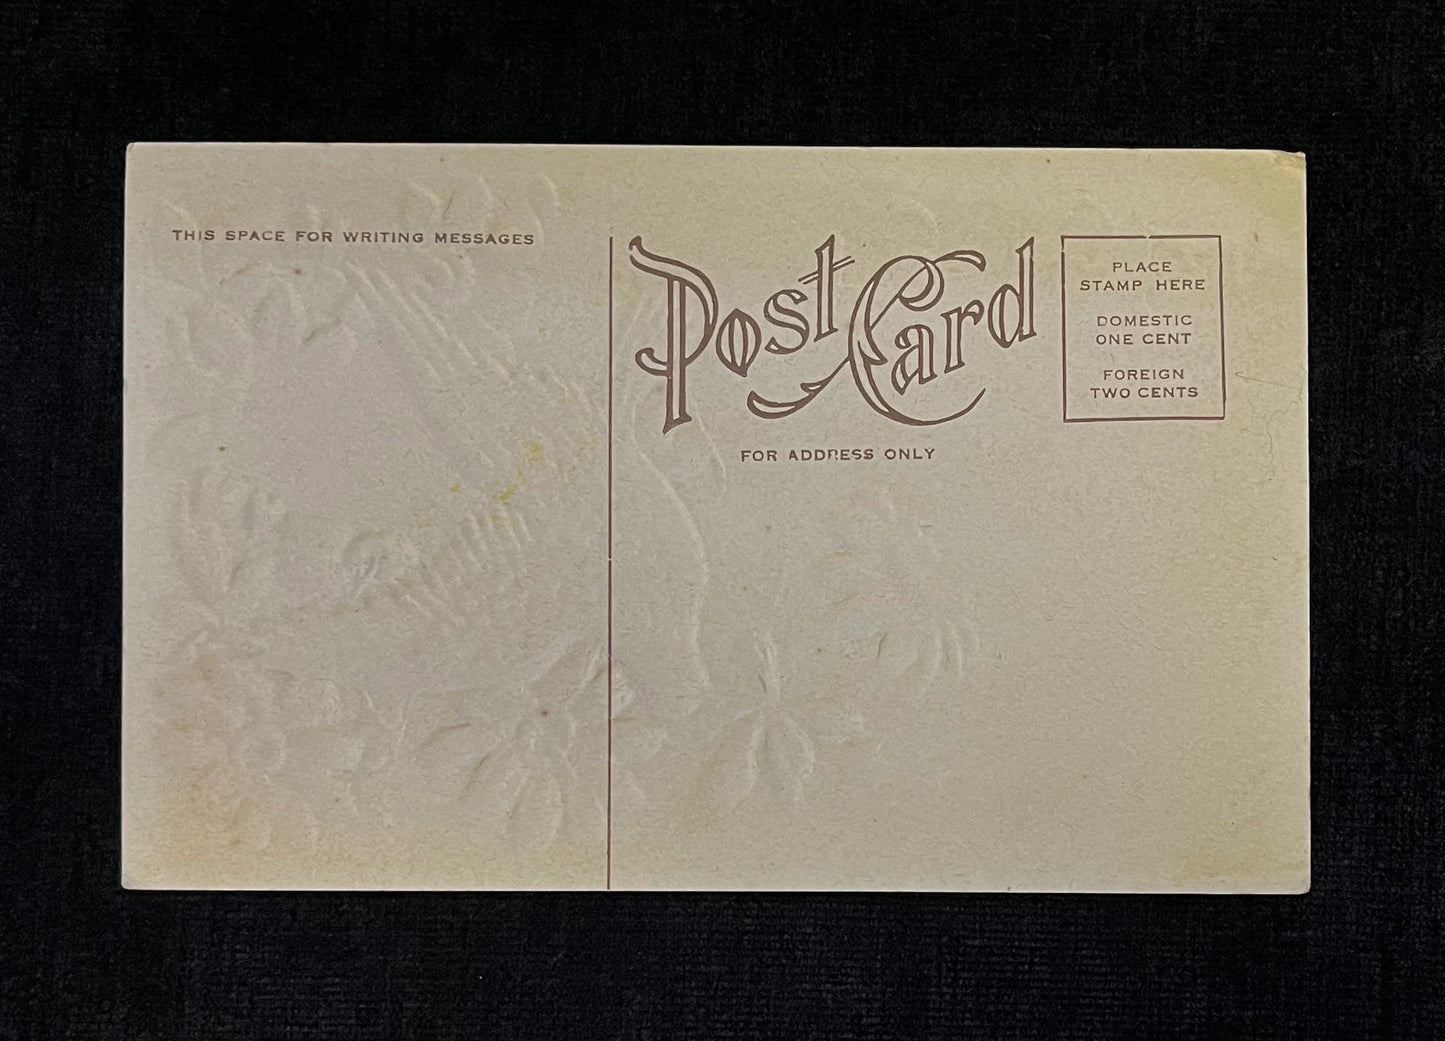 THIS SPACE FOR WRITING MESSAGES
Post Card
FOR ADDRESS ONLY
PLACE
STAMP HERE
DOMESTIC
ONE CENT
FOREIGN
TWO CENTS